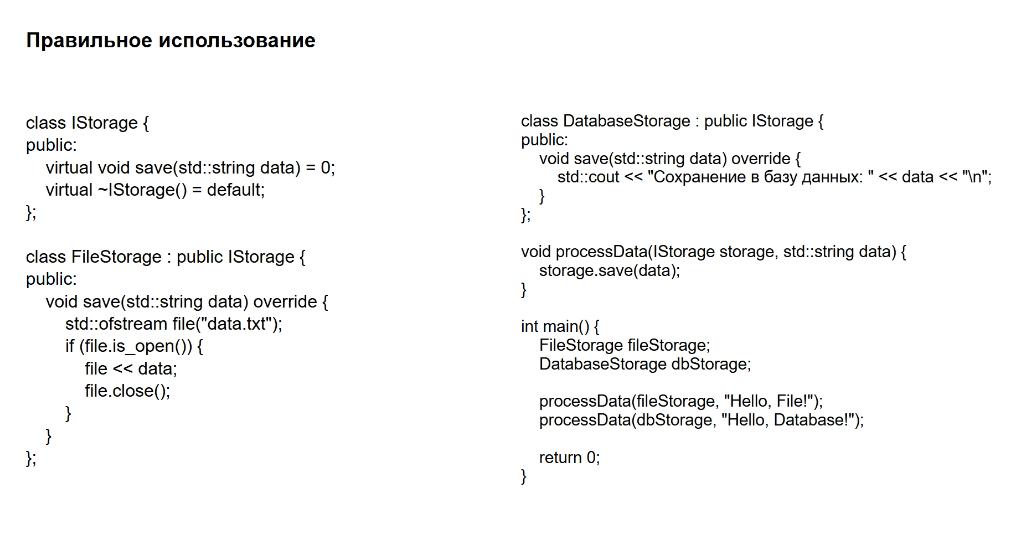 Правильное использование
class IStorage {
public:
    virtual void save(std::string data) = 0;
    virtual ~IStorage() = default;
};

class FileStorage : public IStorage {
public:
    void save(std::string data) override {
        std::ofstream file("data.txt");
        if (file.is_open()) {
            file << data;
            file.close();
        }
    }
};

class DatabaseStorage : public IStorage {
public:
    void save(std::string data) override {
        std::cout << "Сохранение в базу данных: " << data << "\n";
    }
};

void processData(IStorage storage, std::string data) {
    storage.save(data);
}

int main() {
    FileStorage fileStorage;
    DatabaseStorage dbStorage;

    processData(fileStorage, "Hello, File!");
    processData(dbStorage, "Hello, Database!");

    return 0;
}